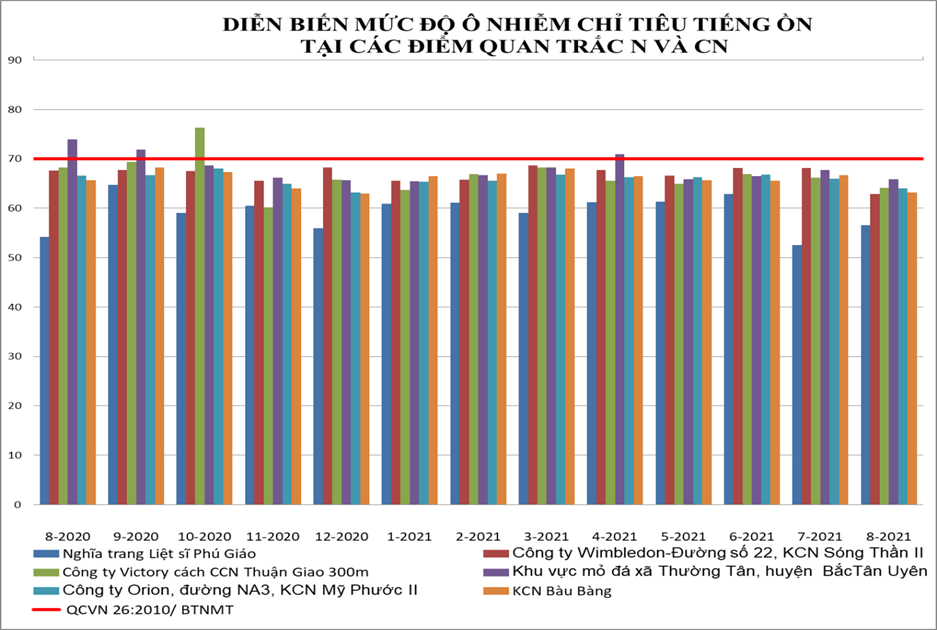 DIỄN BIẾN MỨC ĐỘ Ô NHIỄM CHỈ TIÊU TIẾNG ỒN
TẠI CÁC ĐIỂM QUAN TRẮC N VÀ CN
90
80
70
60
50
40
30
20
10
0
8-2020 9-2020 10-2020 11-2020 12-2020 1-2021 2-2021 3-2021 4-2021 5-2021 6-2021 7-2021 8-2021
Nghĩa trang Liệt sĩ Phú Giáo
Công ty Wimbledon-Đường số 22, KCN Sóng Thần II
Công ty Victory cách CCN Thuận Giao 300m
Khu vực mỏ đá xã Thường Tân, huyện BắcTân Uyên
Công ty Orion, đường NA3, KCN Mỹ Phước II
KCN Bàu Bàng
QCVN 26:2010/ BTNMT